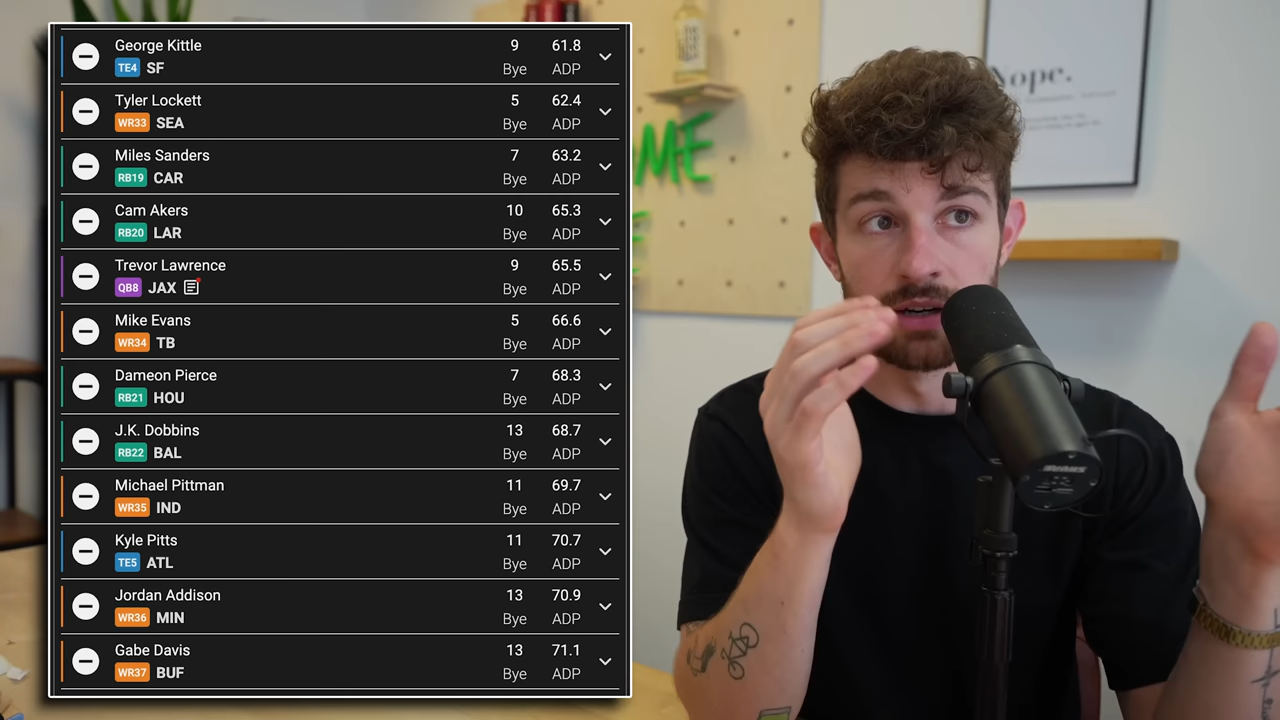 George Kittle 9 61.8
TE4 SF Bye ADP
Tyler Lockett 5 62.4
WR33 SEA Bye ADP
Miles Sanders 7 63.2
RB19 CAR Bye ADP
Cam Akers 10 65.3
RB20 LAR Bye ADP
Trevor Lawrence 9 65.5
QB8 JAX Bye ADP
Mike Evans 5 66.6
WR34 TB Bye ADP
Dameon Pierce 7 68.3
RB21 HOU Bye ADP
J.K. Dobbins 13 68.7
RB22 BAL Bye ADP
Michael Pittman 11 69.7
WR35 IND Bye ADP
Kyle Pitts 11 70.7
TE5 ATL Bye ADP
Jordan Addison 13 70.9
WR36 MIN Bye ADP
Gabe Davis 13 71.1
WR37 BUF Bye ADP
Nope.
ME
E